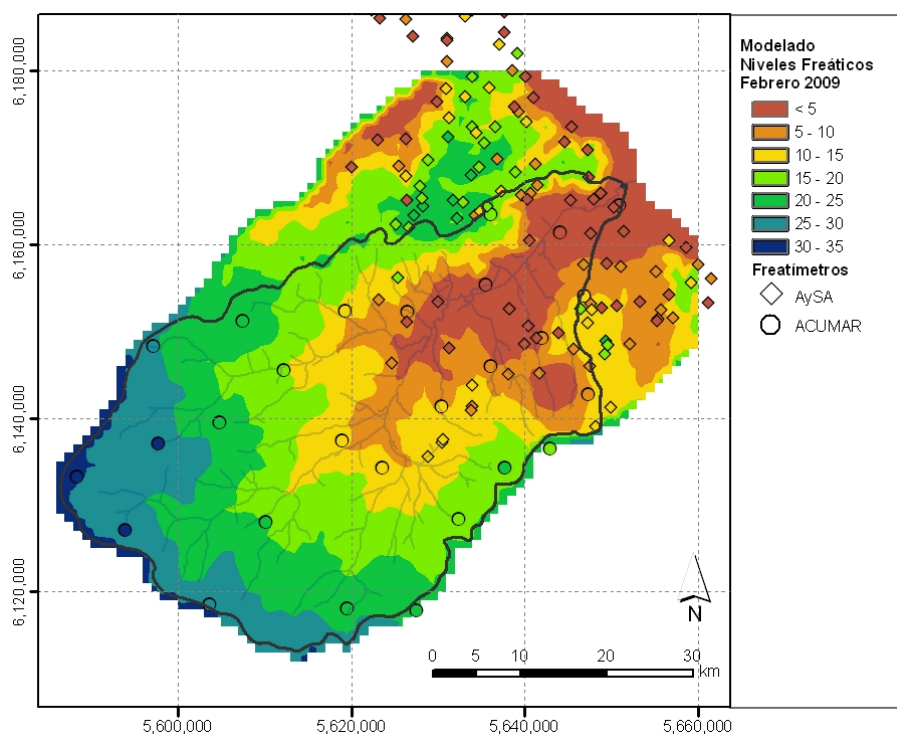 Modelado
Niveles Freáticos
Febrero 2009
< 5
5 - 10
10 - 15
15 - 20
20 - 25
25 - 30
30 - 35
Freatímetros
AySA
ACUMAR
6,180,000
6,160,000
6,140,000
6,120,000
N
0 5 10 20 30
km
5,600,000 5,620,000 5,640,000 5,660,000